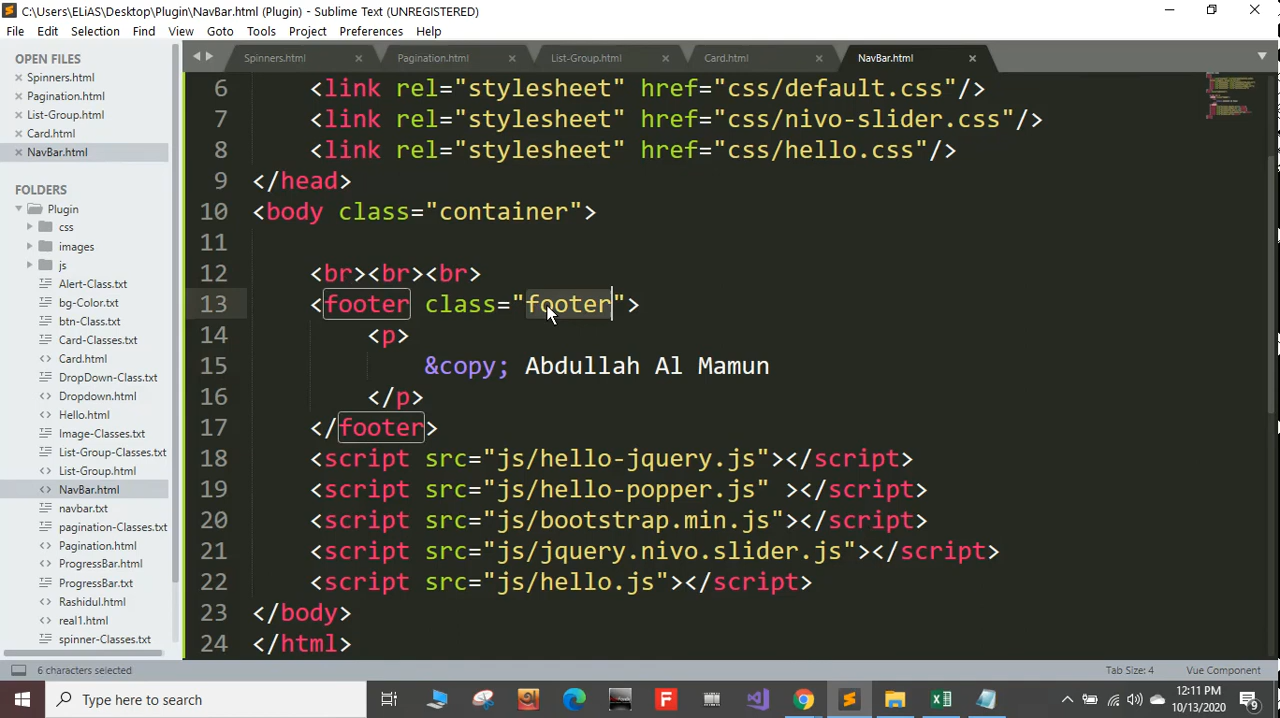 C:\Users\ELiAS\Desktop\Plugin\NavBar.html (Plugin) - Sublime Text (UNREGISTERED)
File Edit Selection Find View Goto Tools Project Preferences Help
OPEN FILES
Spinners.html
Pagination.html
List-Group.html
Card.html
NavBar.html
FOLDERS
Plugin
css
images
js
Alert-Class.txt
bg-Color.txt
btn-Class.txt
Card-Classes.txt
Card.html
DropDown-Class.txt
Dropdown.html
Hello.html
Image-Classes.txt
List-Group-Classes.txt
List-Group.html
NavBar.html
navbar.txt
pagination-Classes.txt
Pagination.html
ProgressBar.html
ProgressBar.txt
Rashidul.html
real1.html
spinner-Classes.txt
Spinners.html Pagination.html List-Group.html Card.html NavBar.html
6 <link rel="stylesheet" href="css/default.css"/>
7 <link rel="stylesheet" href="css/nivo-slider.css"/>
8 <link rel="stylesheet" href="css/hello.css"/>
9 </head>
10 <body class="container">
11
12 <br><br><br>
13 <footer class="footer">
14 <p>
15 &copy; Abdullah Al Mamun
16 </p>
17 </footer>
18 <script src="js/hello-jquery.js"></script>
19 <script src="js/hello-popper.js" ></script>
20 <script src="js/bootstrap.min.js"></script>
21 <script src="js/jquery.nivo.slider.js"></script>
22 <script src="js/hello.js"></script>
23 </body>
24 </html>
6 characters selected Tab Size: 4 Vue Component
Type here to search
12:11 PM
10/13/2020
9